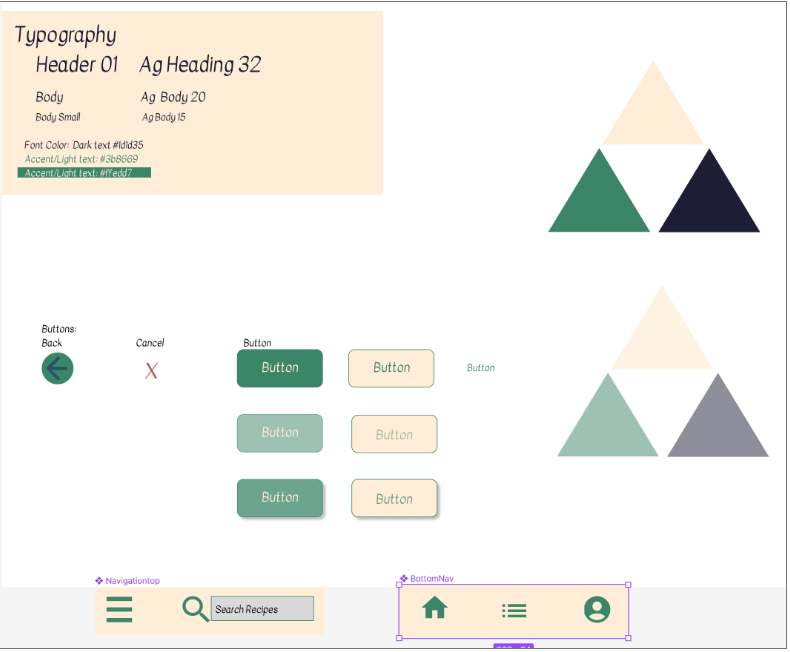 Typography
Header 01 Ag Heading 32
Body Ag Body 20
Body Small Ag Body 15
Font Color: Dark text #1d1d35
Accent/Light text: #3b8669
Accent/Light text: #ffedd7
Buttons:
Back Cancel Button
X Button Button Button
Button Button
Button Button
Navigationtop BottomNav
Search Recipes